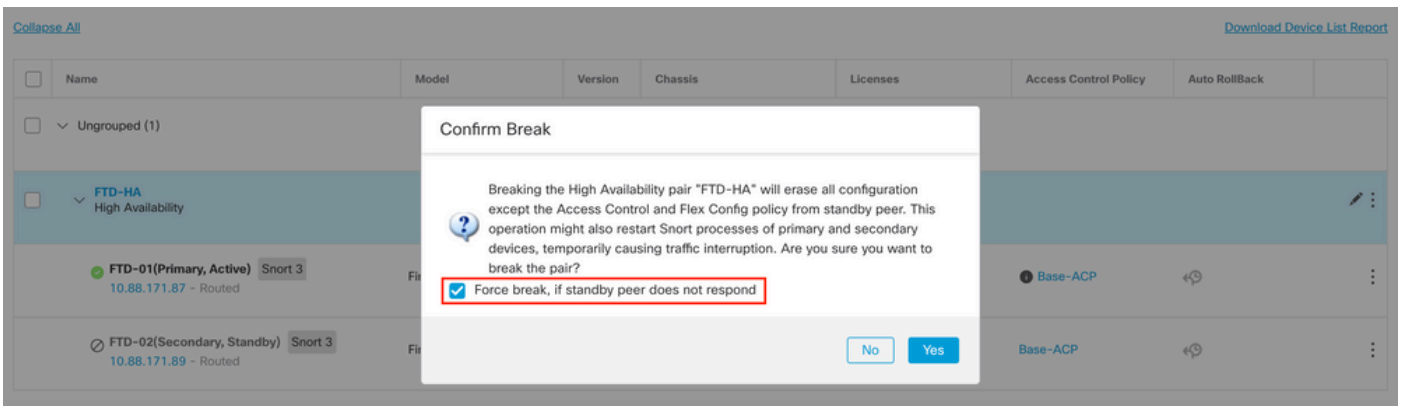 Collapse All
Download Device List Report
Name
Model
Version
Chassis
Licenses
Access Control Policy
Auto RollBack
Ungrouped (1)
Confirm Break
FTD-HA
High Availability
Breaking the High Availability pair "FTD-HA" will erase all configuration
except the Access Control and Flex Config policy from standby peer. This
operation might also restart Snort processes of primary and secondary
devices, temporarily causing traffic interruption. Are you sure you want to
break the pair?
Force break, if standby peer does not respond
FTD-01(Primary, Active) Snort 3
10.88.171.87 - Routed
Fir
Base-ACP
No
Yes
FTD-02(Secondary, Standby) Snort 3
10.88.171.89 - Routed
Fir
Base-ACP